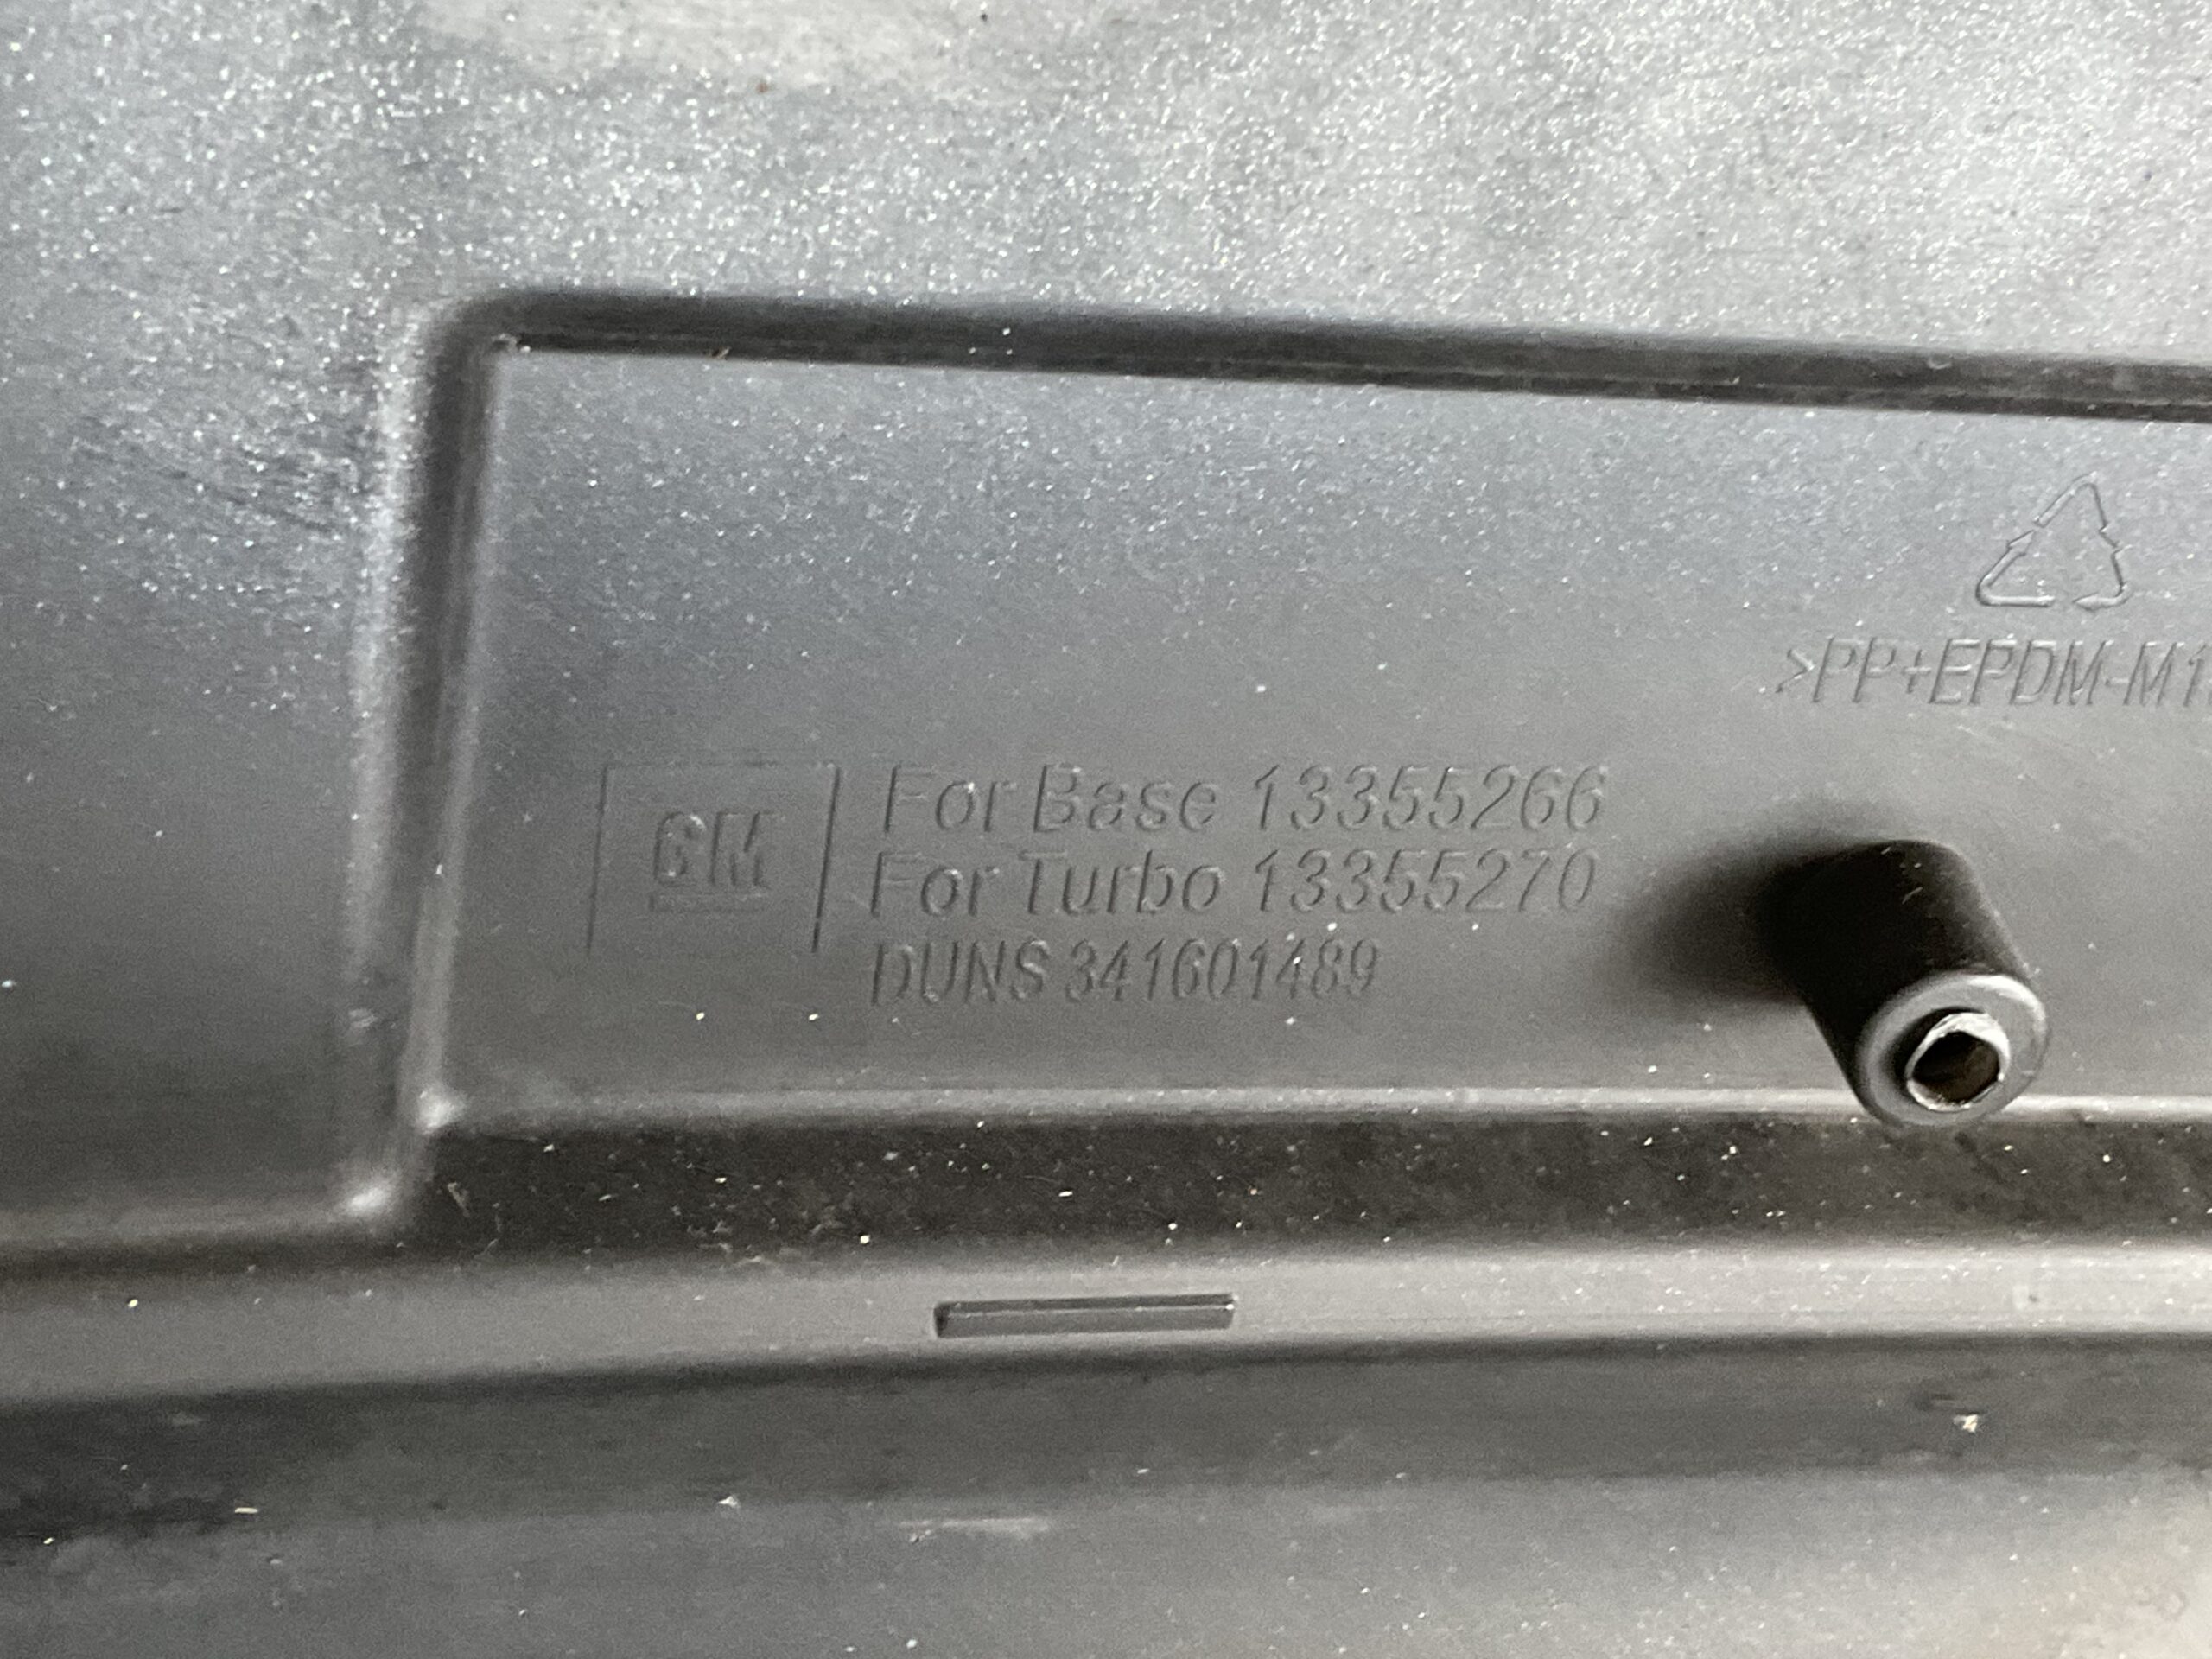 >PP+EPDM-M1
GM
For Base 13355266
For Turbo 13355270
DUNS 341601489